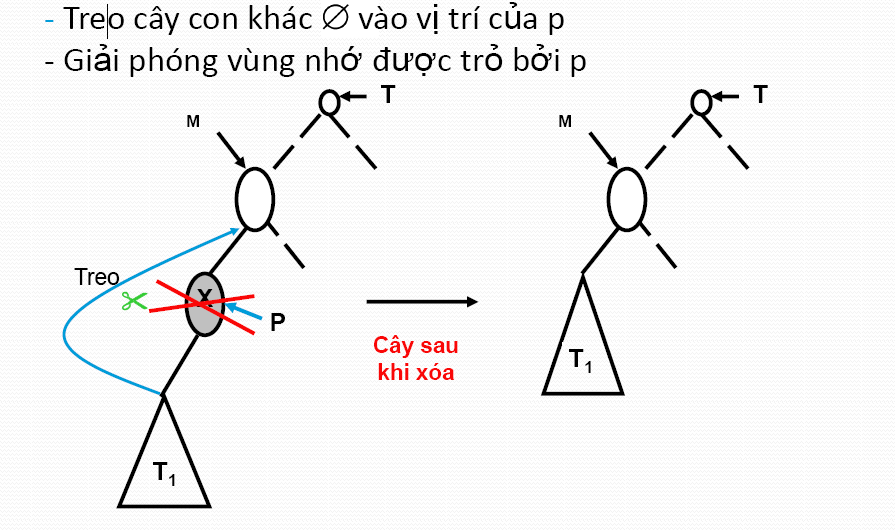 - Treo cây con khác ∅ vào vị trí của p
- Giải phóng vùng nhớ được trỏ bởi p
T
T
M
M
Treo
X
P
Cây sau
khi xóa
T1
T1